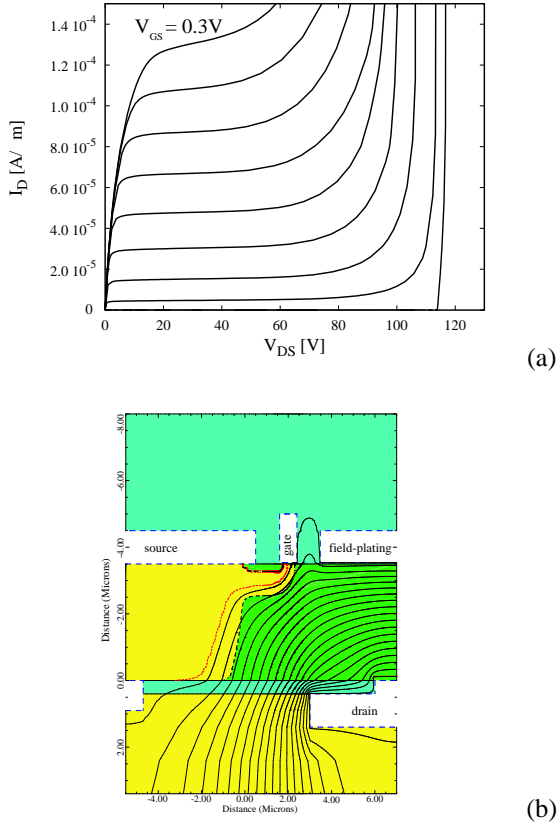 V_GS = 0.3V
1.4 10^-4
1.2 10^-4
1.0 10^-4
8.0 10^-5
6.0 10^-5
4.0 10^-5
2.0 10^-5
0
I_D [A/ m]
0 20 40 60 80 100 120
V_DS [V]
(a)
-8.00
-6.00
-4.00
-2.00
0.00
2.00
Distance (Microns)
source
gate
field-plating
drain
-4.00 -2.00 0.00 2.00 4.00 6.00
Distance (Microns)
(b)